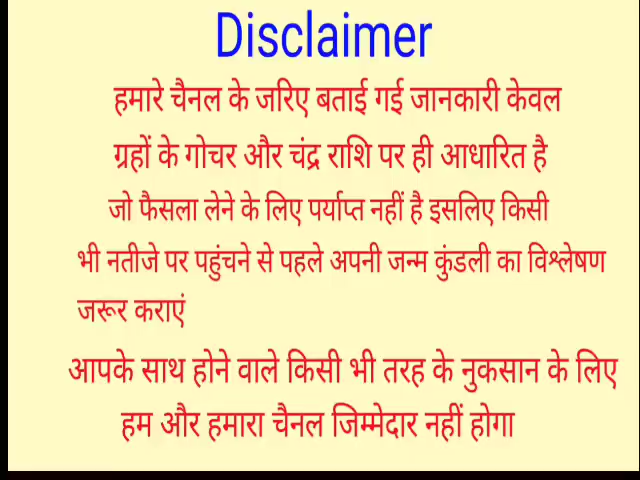 Disclaimer
हमारे चैनल के जरिए बताई गई जानकारी केवल
ग्रहों के गोचर और चंद्र राशि पर ही आधारित है
जो फैसला लेने के लिए पर्याप्त नहीं है इसलिए किसी
भी नतीजे पर पहुंचने से पहले अपनी जन्म कुंडली का विश्लेषण
जरूर कराएं
आपके साथ होने वाले किसी भी तरह के नुकसान के लिए
हम और हमारा चैनल जिम्मेदार नहीं होगा